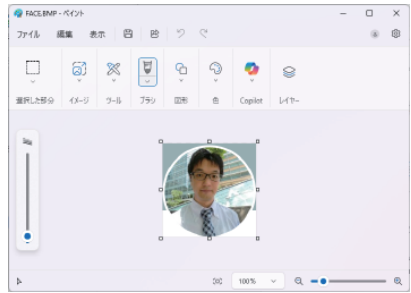 FACE.BMP - ペイント
ファイル 編集 表示
選択した部分 イメージ ツール ブラシ 図形 色 Copilot レイヤー
100%